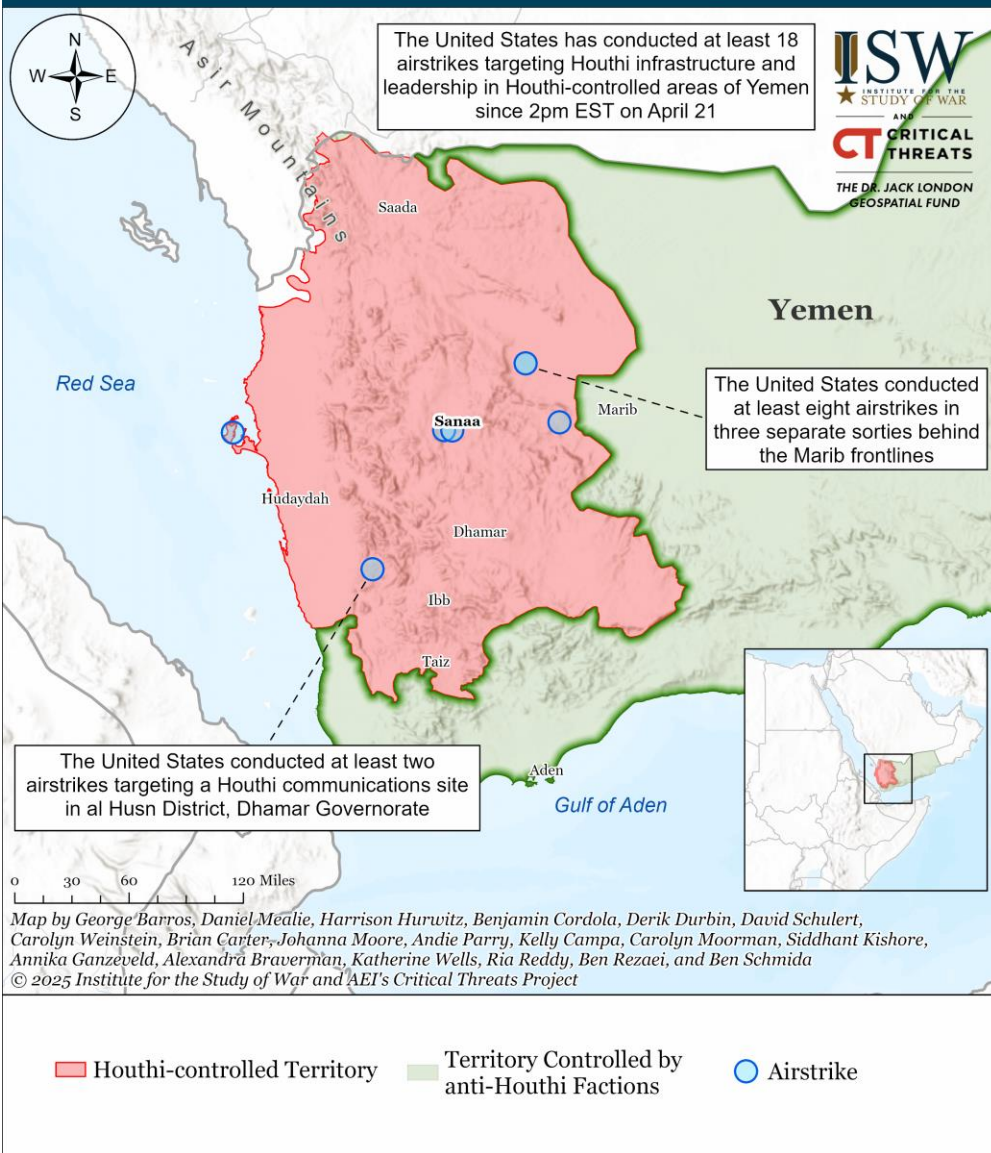 N
W E
S
Asir Mountains
The United States has conducted at least 18
airstrikes targeting Houthi infrastructure and
leadership in Houthi-controlled areas of Yemen
since 2pm EST on April 21
ISW
INSTITUTE FOR THE
STUDY OF WAR
AND
CT CRITICAL
THREATS
THE DR. JACK LONDON
GEOSPATIAL FUND
Saada
Yemen
Red Sea
The United States conducted
at least eight airstrikes in
three separate sorties behind
the Marib frontlines
Marib
Sanaa
Hudaydah
Dhamar
Ibb
Taiz
The United States conducted at least two
airstrikes targeting a Houthi communications site
in al Husn District, Dhamar Governorate
Aden
Gulf of Aden
0 30 60 120 Miles
Map by George Barros, Daniel Mealie, Harrison Hurwitz, Benjamin Cordola, Derik Durbin, David Schulert,
Carolyn Weinstein, Brian Carter, Johanna Moore, Andie Parry, Kelly Campa, Carolyn Moorman, Siddhant Kishore,
Annika Ganzeveld, Alexandra Braverman, Katherine Wells, Ria Reddy, Ben Rezaei, and Ben Schmida
© 2025 Institute for the Study of War and AEI's Critical Threats Project
Houthi-controlled Territory
Territory Controlled by
anti-Houthi Factions
Airstrike